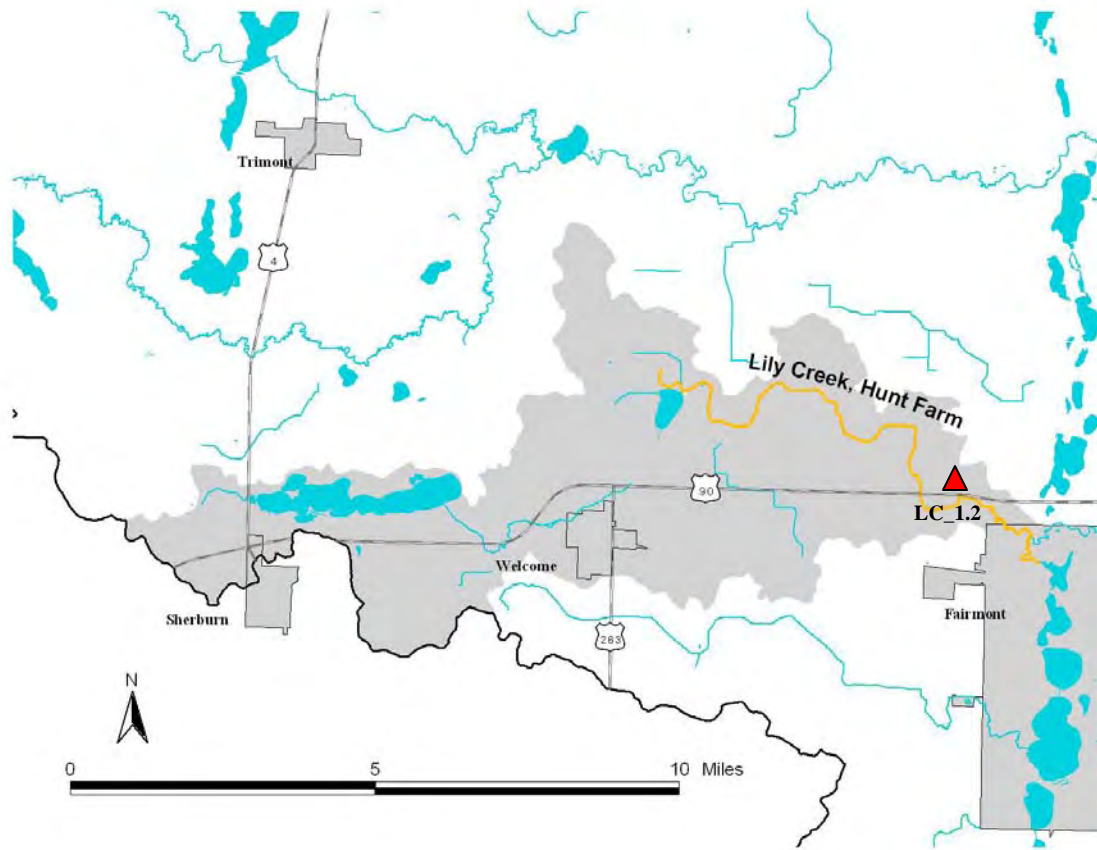 Trimont
4
Lily Creek, Hunt Farm
90
LC_1.2
Welcome
Sherburn
Fairmont
263
N
0 5 10 Miles